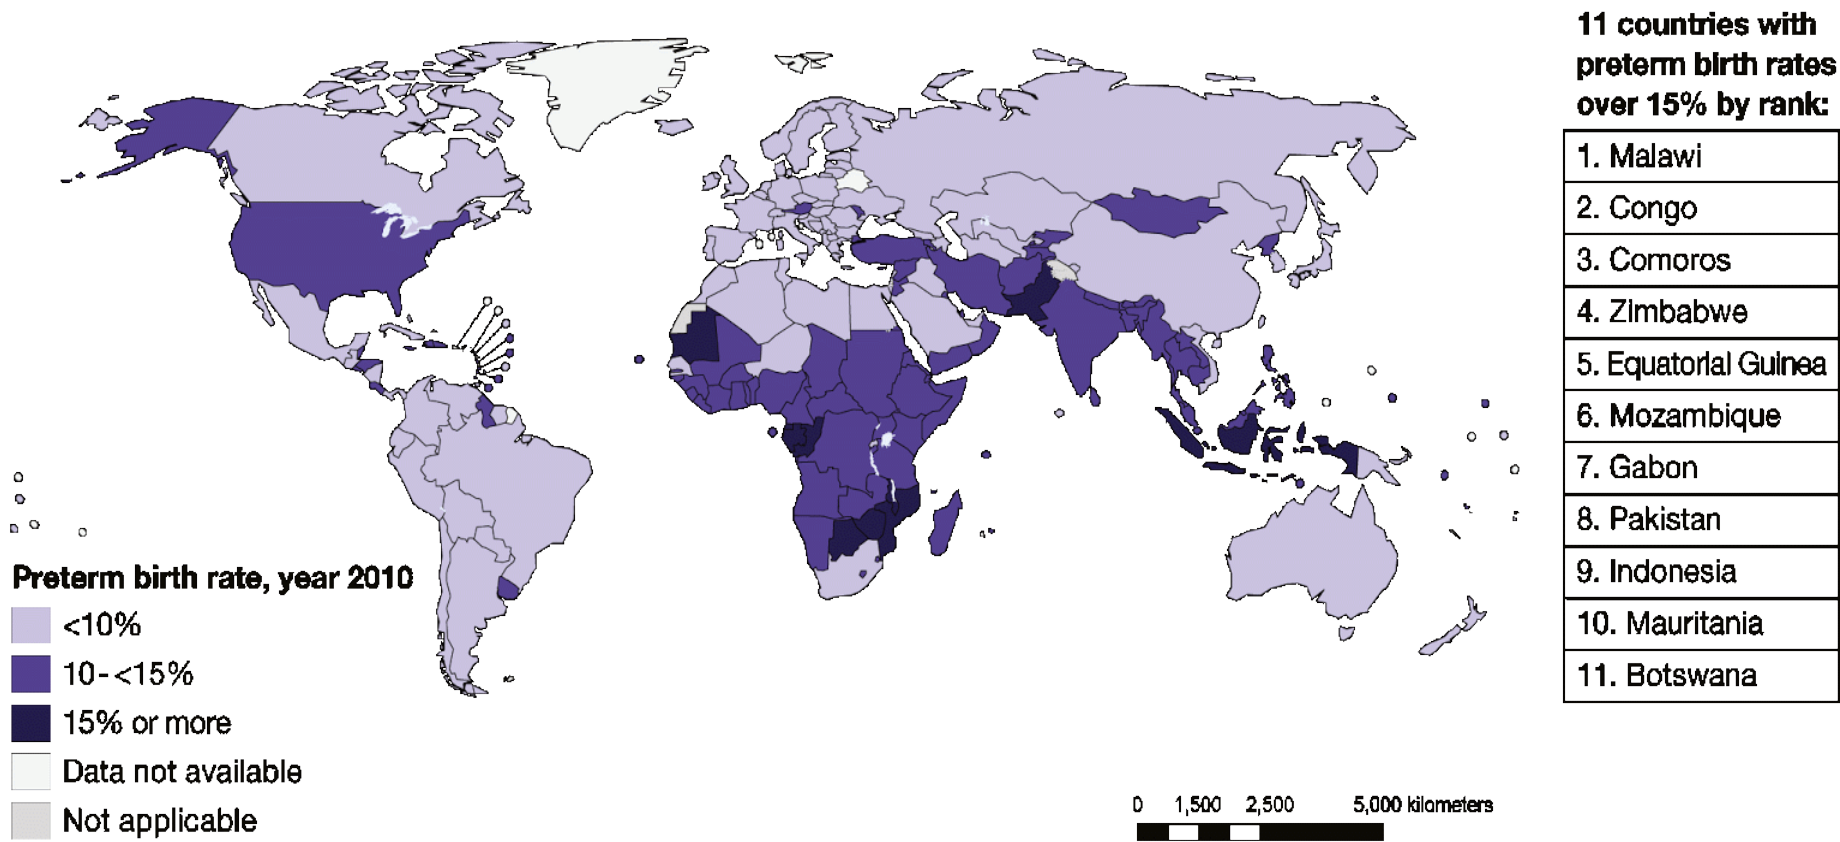 11 countries with
preterm birth rates
over 15% by rank:
1. Malawi
2. Congo
3. Comoros
4. Zimbabwe
5. Equatorial Guinea
6. Mozambique
7. Gabon
8. Pakistan
9. Indonesia
10. Mauritania
11. Botswana
Preterm birth rate, year 2010
<10%
10-<15%
15% or more
Data not available
Not applicable
0 1,500 2,500 5,000 kilometers